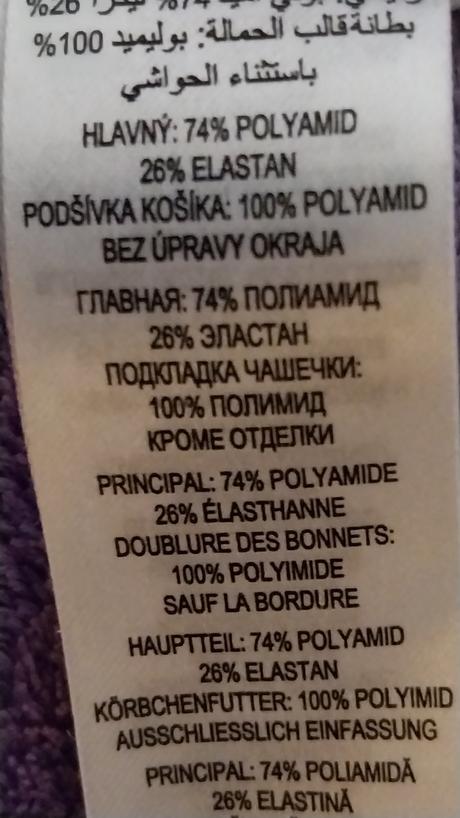 %26
%100 بطانة قالب الحمالة: بوليميد
باستثناء الحواشي
HLAVNÝ: 74% POLYAMID
26% ELASTAN
PODŠÍVKA KOŠÍKA: 100% POLYAMID
BEZ ÚPRAVY OKRAJA
ГЛАВНАЯ: 74% ПОЛИАМИД
26% ЭЛАСТАН
ПОДКЛАДКА ЧАШЕЧКИ:
100% ПОЛИМИД
КРОМЕ ОТДЕЛКИ
PRINCIPAL: 74% POLYAMIDE
26% ÉLASTHANNE
DOUBLURE DES BONNETS:
100% POLYIMIDE
SAUF LA BORDURE
HAUPTTEIL: 74% POLYAMID
26% ELASTAN
KÖRBCHENFUTTER: 100% POLYIMID
AUSSCHLIESSLICH EINFASSUNG
PRINCIPAL: 74% POLIAMIDĂ
26% ELASTINĂ